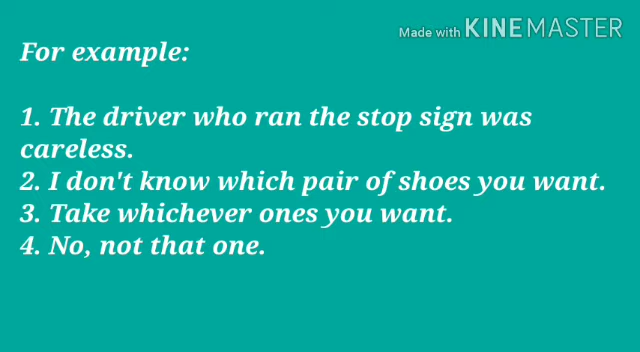 Made with KINEMASTER
For example:
1. The driver who ran the stop sign was
careless.
2. I don't know which pair of shoes you want.
3. Take whichever ones you want.
4. No, not that one.